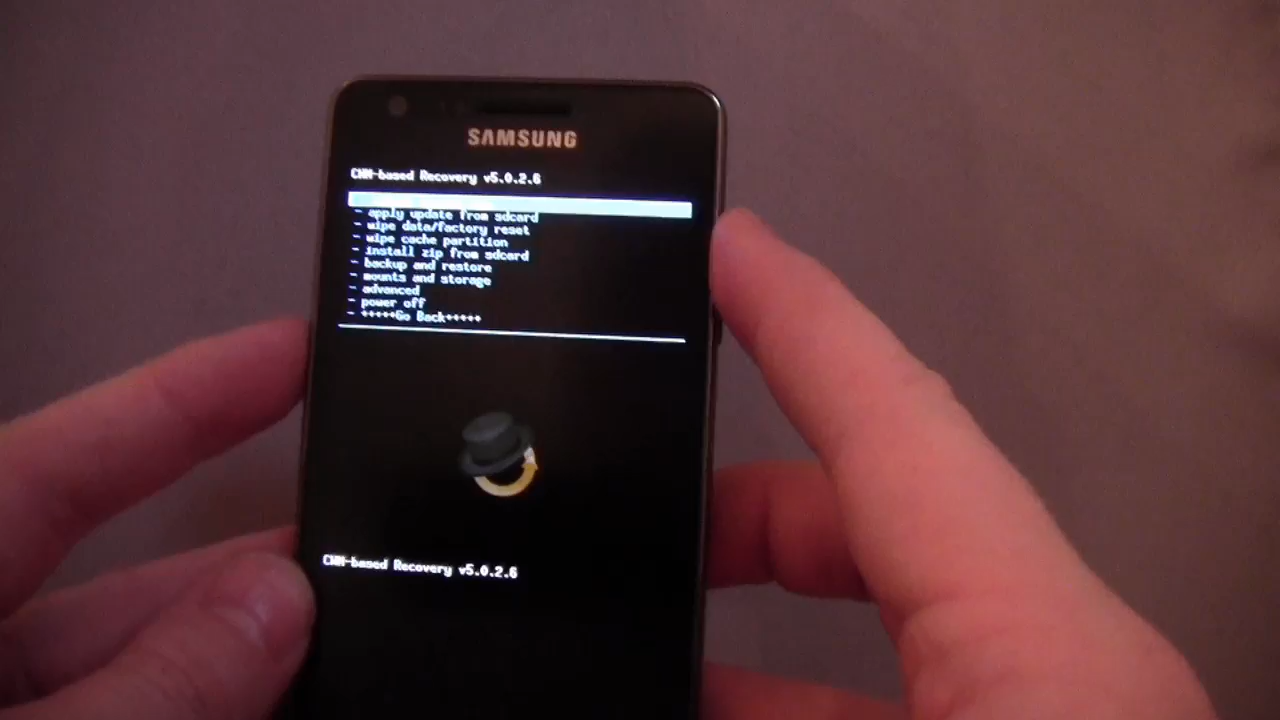 SAMSUNG
CWM-based Recovery v5.0.2.6
- apply update from sdcard
- wipe data/factory reset
- wipe cache partition
- install zip from sdcard
- backup and restore
- mounts and storage
- advanced
- power off
- +++++Go Back+++++
CWM-based Recovery v5.0.2.6